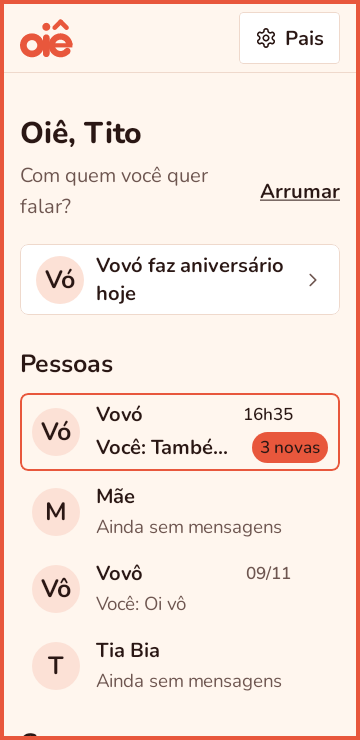 oiê
Pais
Oiê, Tito
Com quem você quer
falar?
Arrumar
Vó
Vovó faz aniversário
hoje
Pessoas
Vó
Vovó
16h35
Você: També...
3 novas
M
Mãe
Ainda sem mensagens
Vô
Vovô
09/11
Você: Oi vô
T
Tia Bia
Ainda sem mensagens